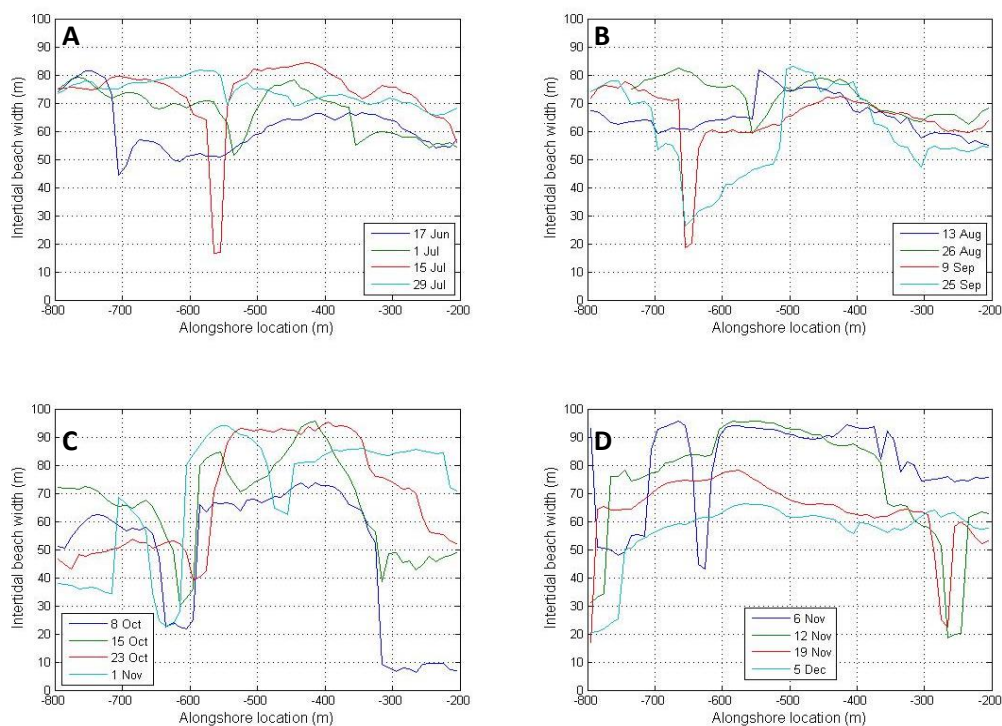 A
Intertidal beach width (m)
100
90
80
70
60
50
40
30
20
10
0
-800 -700 -600 -500 -400 -300 -200
Alongshore location (m)
17 Jun
1 Jul
15 Jul
29 Jul
B
Intertidal beach width (m)
100
90
80
70
60
50
40
30
20
10
0
-800 -700 -600 -500 -400 -300 -200
Alongshore location (m)
13 Aug
26 Aug
9 Sep
25 Sep
C
Intertidal beach width (m)
100
90
80
70
60
50
40
30
20
10
0
-800 -700 -600 -500 -400 -300 -200
Alongshore location (m)
8 Oct
15 Oct
23 Oct
1 Nov
D
Intertidal beach width (m)
100
90
80
70
60
50
40
30
20
10
0
-800 -700 -600 -500 -400 -300 -200
Alongshore location (m)
6 Nov
12 Nov
19 Nov
5 Dec